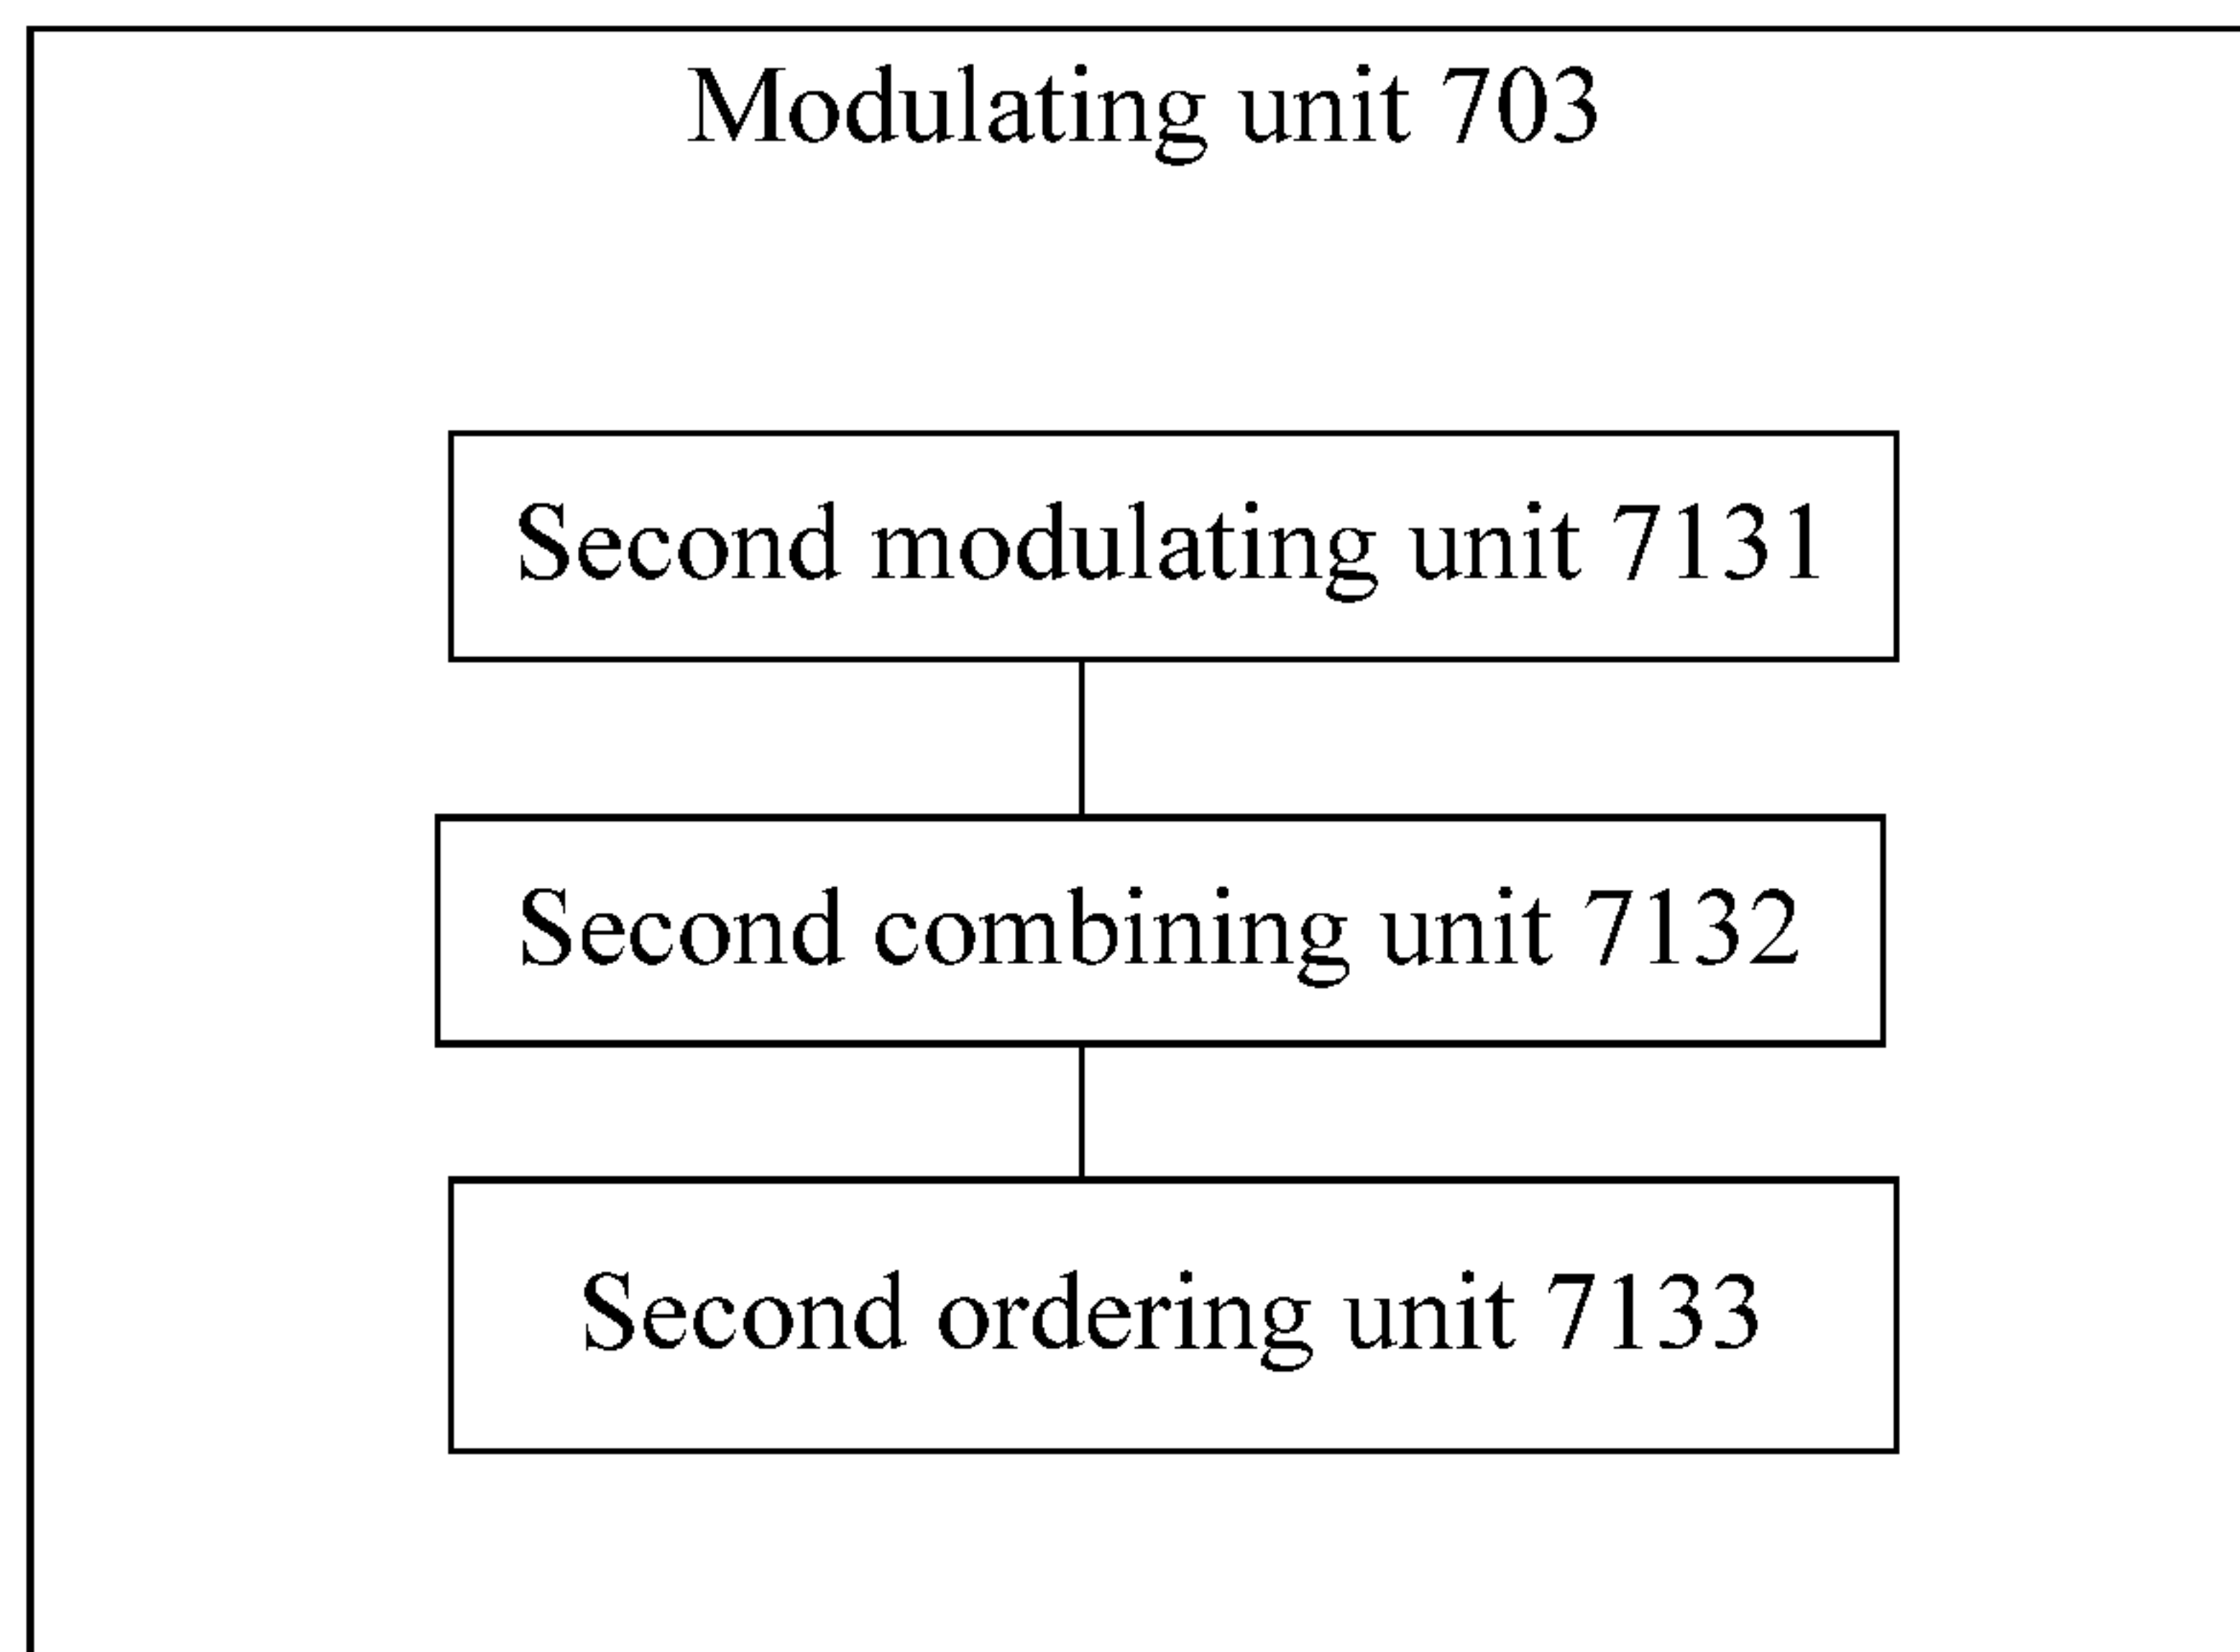 Modulating unit 703
Second modulating unit 7131
Second combining unit 7132
Second ordering unit 7133